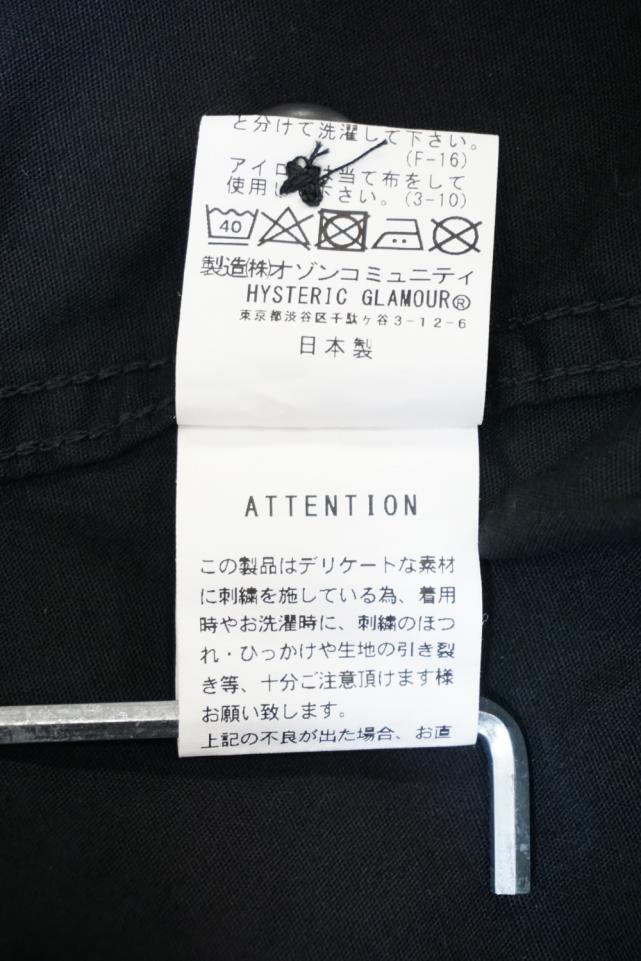 と分けて洗濯して下さい。
(F-16)
アイロ 当て布をして
使用 さい。(3-10)
40
製造㈱オゾンコミュニティ
HYSTERIC GLAMOUR®
東京都渋谷区千駄ヶ谷3-12-6
日本製
ATTENTION
この製品はデリケートな素材
に刺繍を施している為、着用
時やお洗濯時に、刺繍のほつ
れ・ひっかけや生地の引き裂
き等、十分ご注意頂けます様
お願い致します。
上記の不良が出た場合、お直